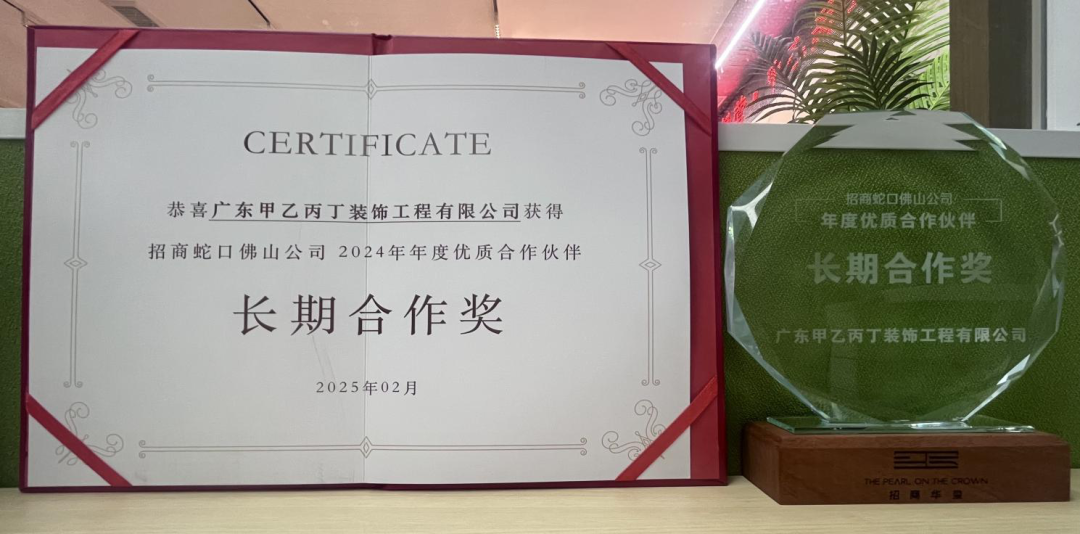 CERTIFICATE
恭喜广东甲乙丙丁装饰工程有限公司获得
招商蛇口佛山公司 2024年年度优质合作伙伴
长期合作奖
2025年02月
招商蛇口佛山公司
年度优质合作伙伴
长期合作奖
广东甲乙丙丁装饰工程有限公司
THE PEARL ON THE CROWN
招商华玺